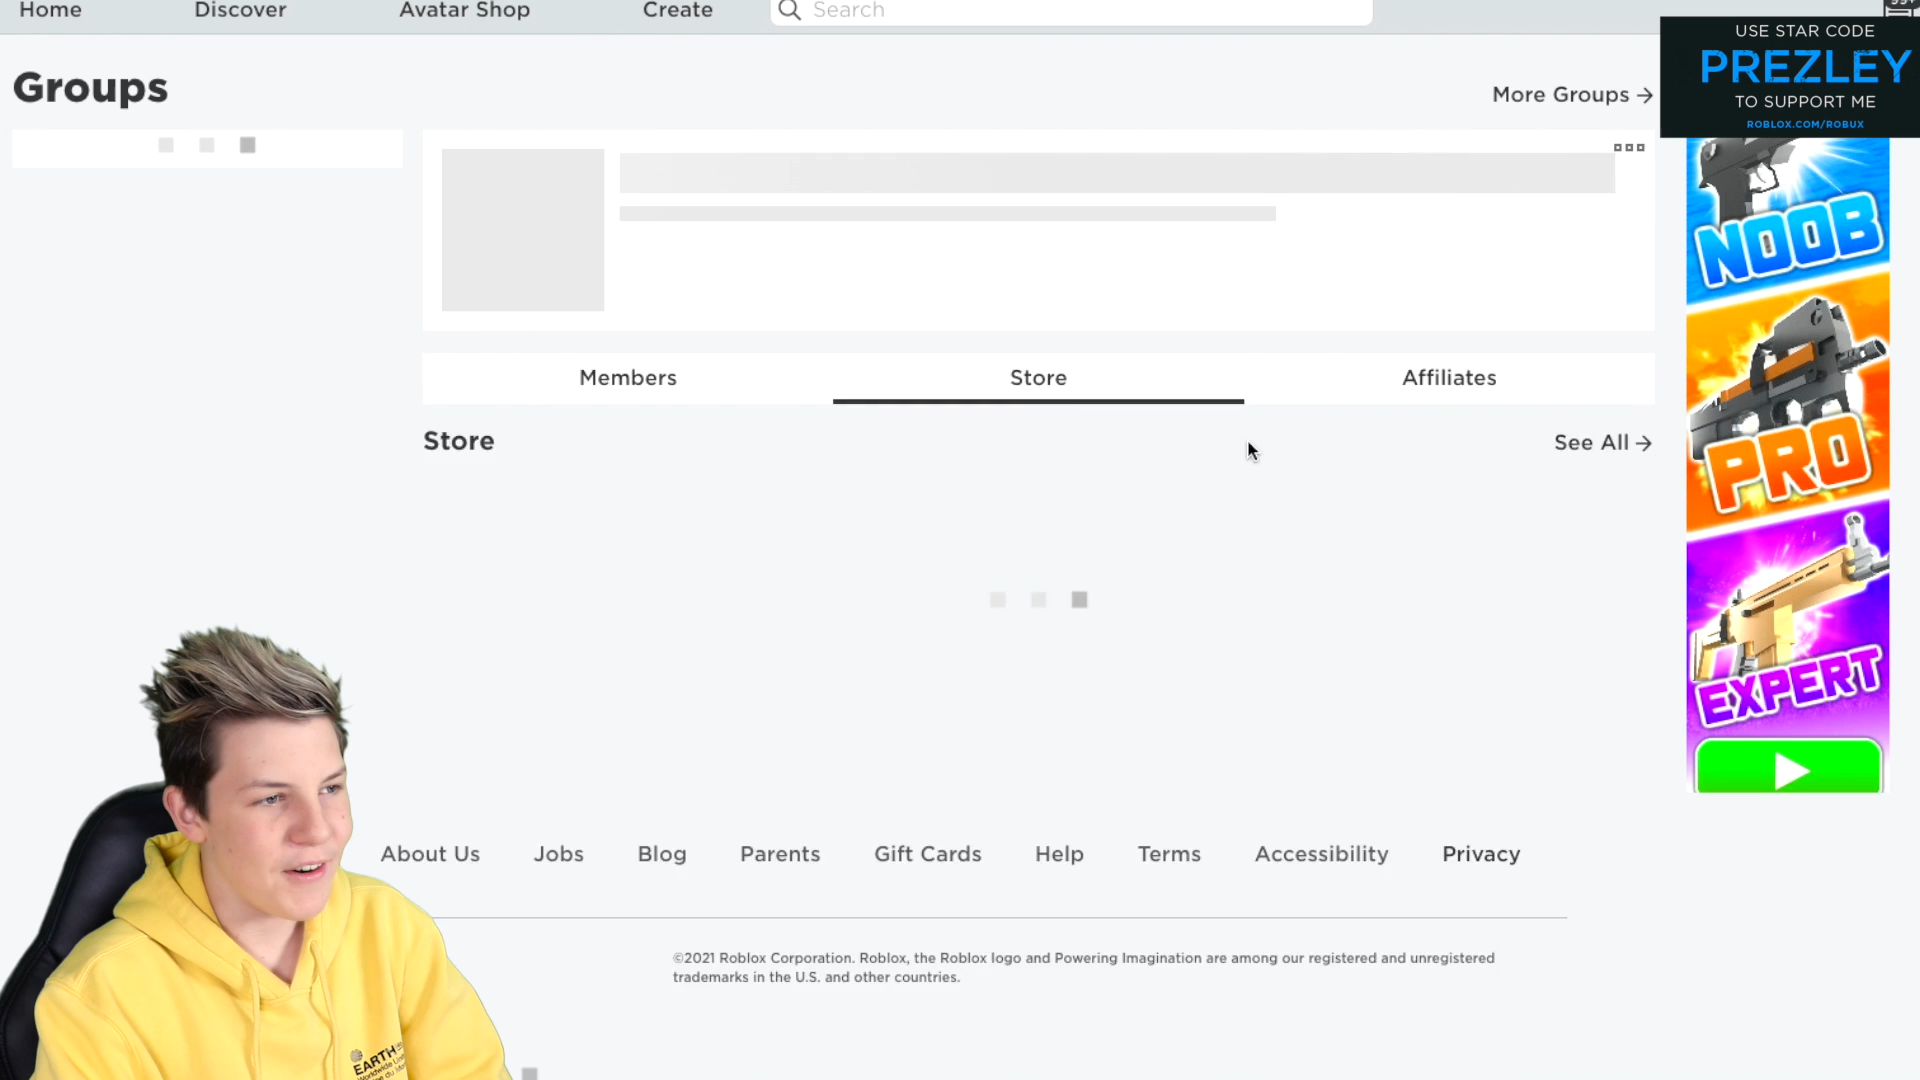 Home
Discover
Avatar Shop
Create
Search
USE STAR CODE
PREZLEY
TO SUPPORT ME
ROBLOX.COM/ROBUX
Groups
More Groups
Members
Store
Affiliates
Store
See All
NOOB
PRO
EXPERT
About Us
Jobs
Blog
Parents
Gift Cards
Help
Terms
Accessibility
Privacy
©2021 Roblox Corporation. Roblox, the Roblox logo and Powering Imagination are among our registered and unregistered
trademarks in the U.S. and other countries.
EARTH